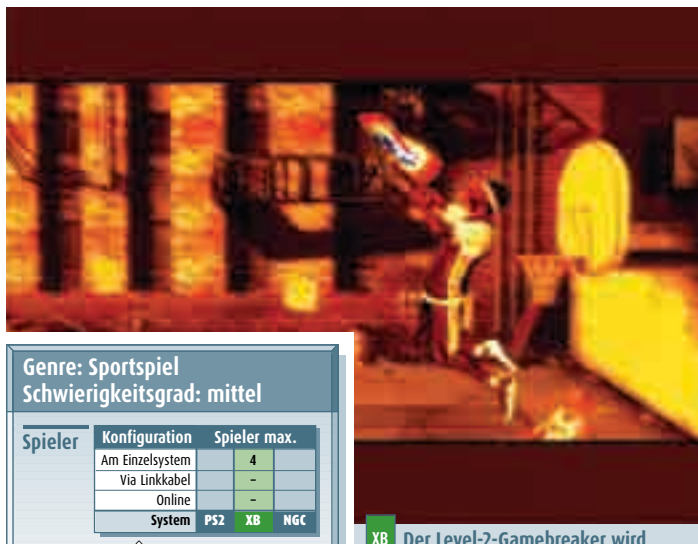 Genre: Sportspiel
Schwierigkeitsgrad: mittel
Spieler
Konfiguration Spieler max.
Am Einzelsystem 4
Via Linkkabel –
Online –
System PS2 XB NGC
XB Der Level-2-Gamebreaker wird